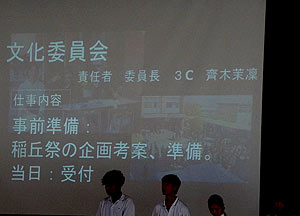 文化委員会
責任者　委員長　３Ｃ　齊木茉凜
仕事内容
事前準備：
稲丘祭の企画考案、準備。
当日：受付